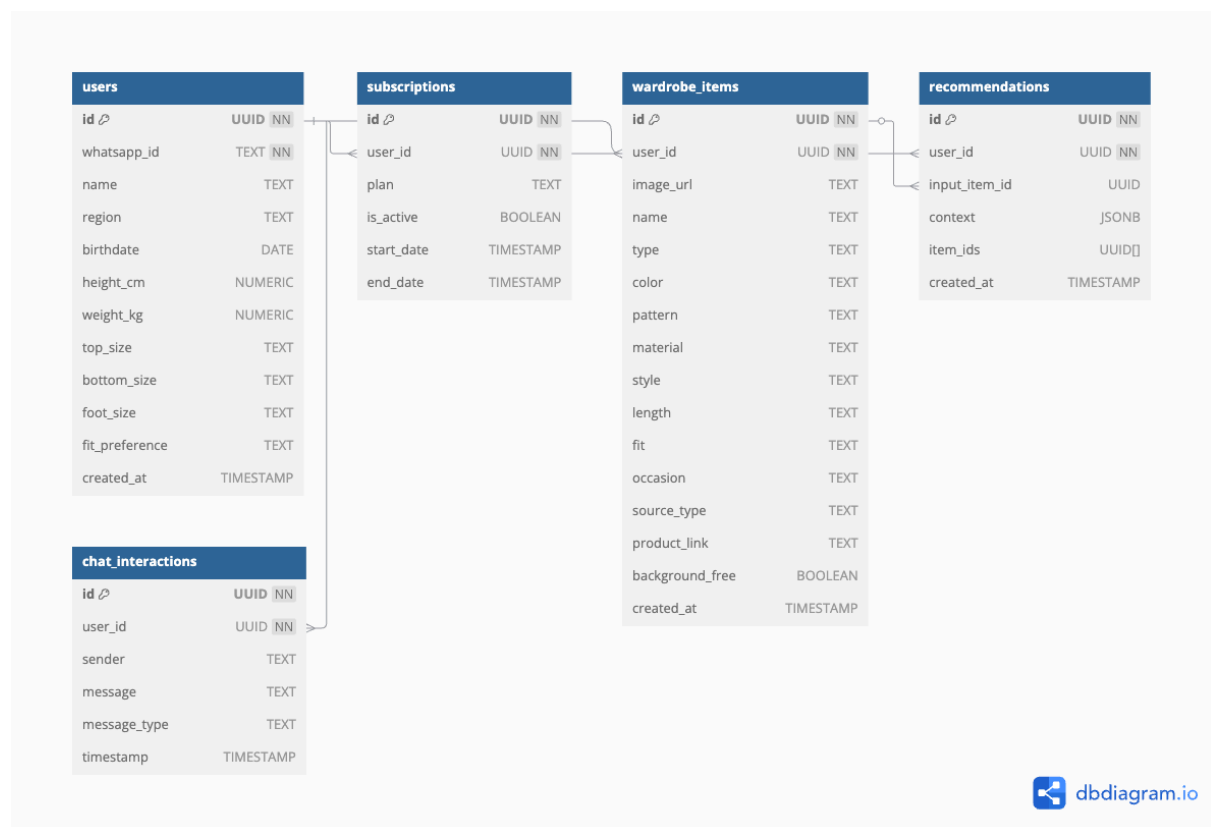 users
id UUID NN
whatsapp_id TEXT NN
name TEXT
region TEXT
birthdate DATE
height_cm NUMERIC
weight_kg NUMERIC
top_size TEXT
bottom_size TEXT
foot_size TEXT
fit_preference TEXT
created_at TIMESTAMP
subscriptions
id UUID NN
user_id UUID NN
plan TEXT
is_active BOOLEAN
start_date TIMESTAMP
end_date TIMESTAMP
wardrobe_items
id UUID NN
user_id UUID NN
image_url TEXT
name TEXT
type TEXT
color TEXT
pattern TEXT
material TEXT
style TEXT
length TEXT
fit TEXT
occasion TEXT
source_type TEXT
product_link TEXT
background_free BOOLEAN
created_at TIMESTAMP
recommendations
id UUID NN
user_id UUID NN
input_item_id UUID
context JSONB
item_ids UUID[]
created_at TIMESTAMP
chat_interactions
id UUID NN
user_id UUID NN
sender TEXT
message TEXT
message_type TEXT
timestamp TIMESTAMP
dbdiagram.io